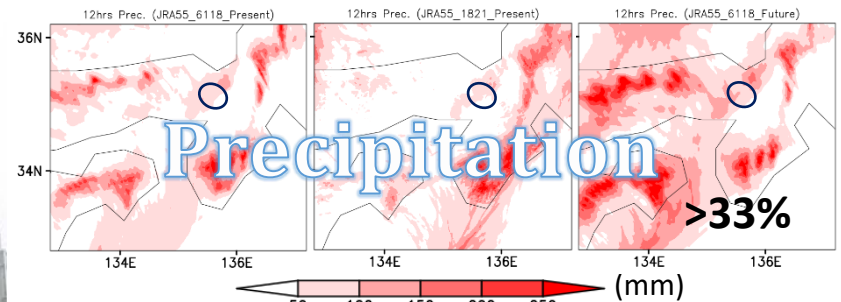 12hrs Prec. (JRA55_6118_Present) 12hrs Prec. (JRA55_1821_Present) 12hrs Prec. (JRA55_6118_Future)
36N
Precipitation
34N
>33%
134E 136E 134E 136E 134E 136E
(mm)